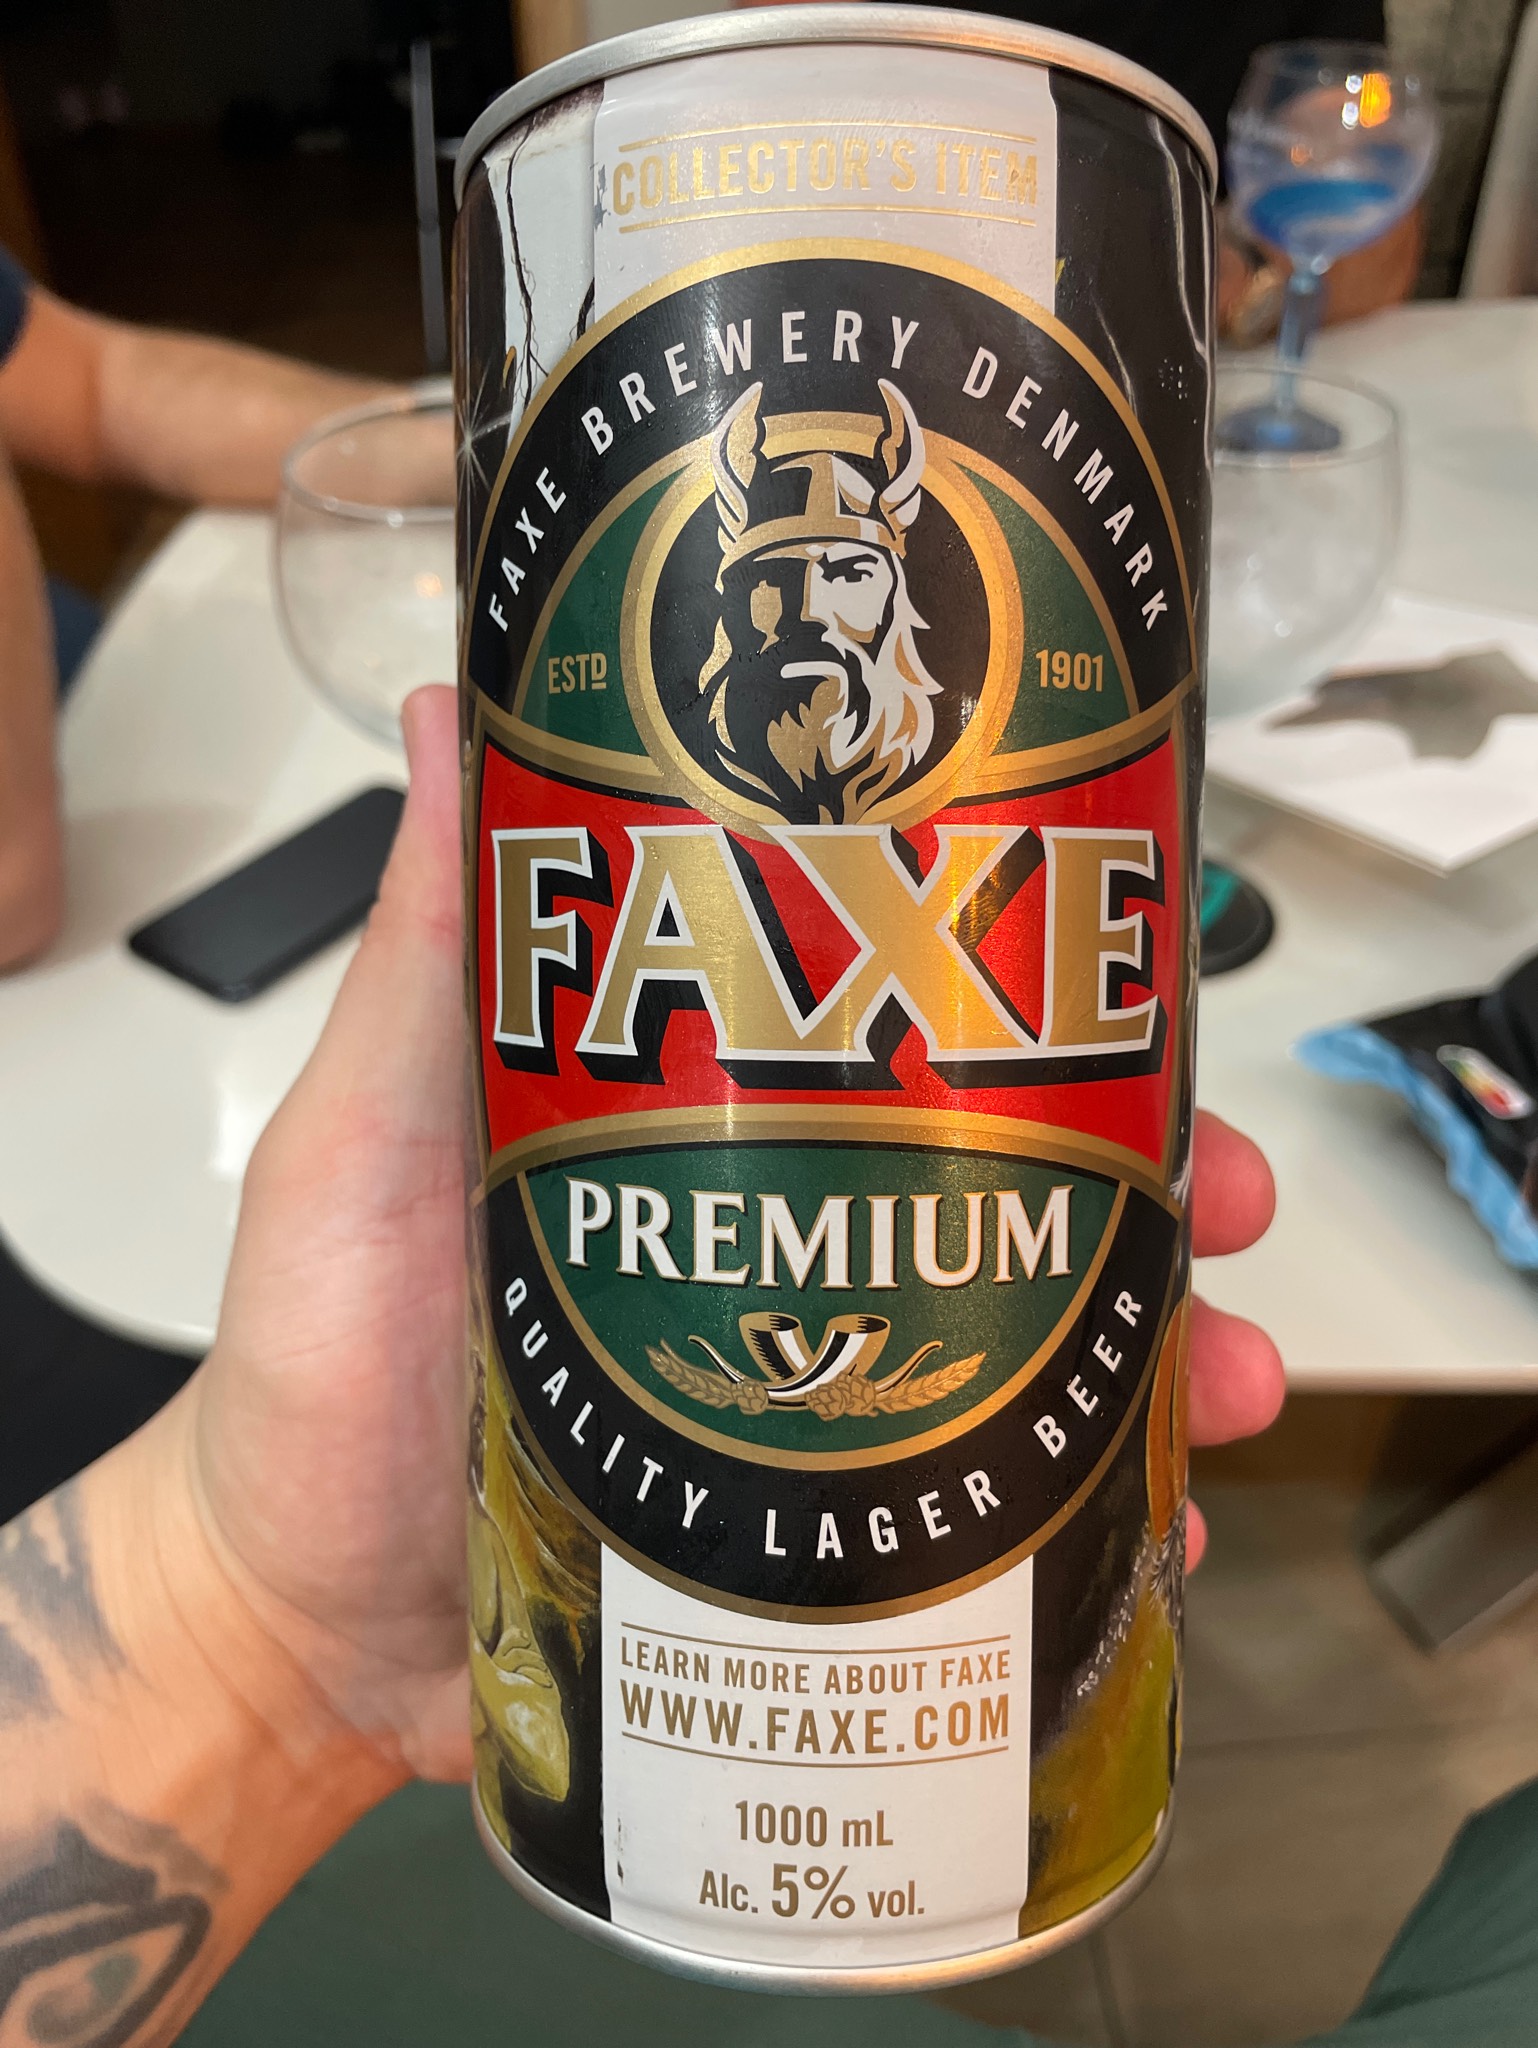 COLLECTOR'S ITEM
FAXE BREWERY DENMARK
ESTD 1901
FAXE
PREMIUM
QUALITY LAGER BEER
LEARN MORE ABOUT FAXE
WWW.FAXE.COM
1000 mL
Alc. 5% vol.